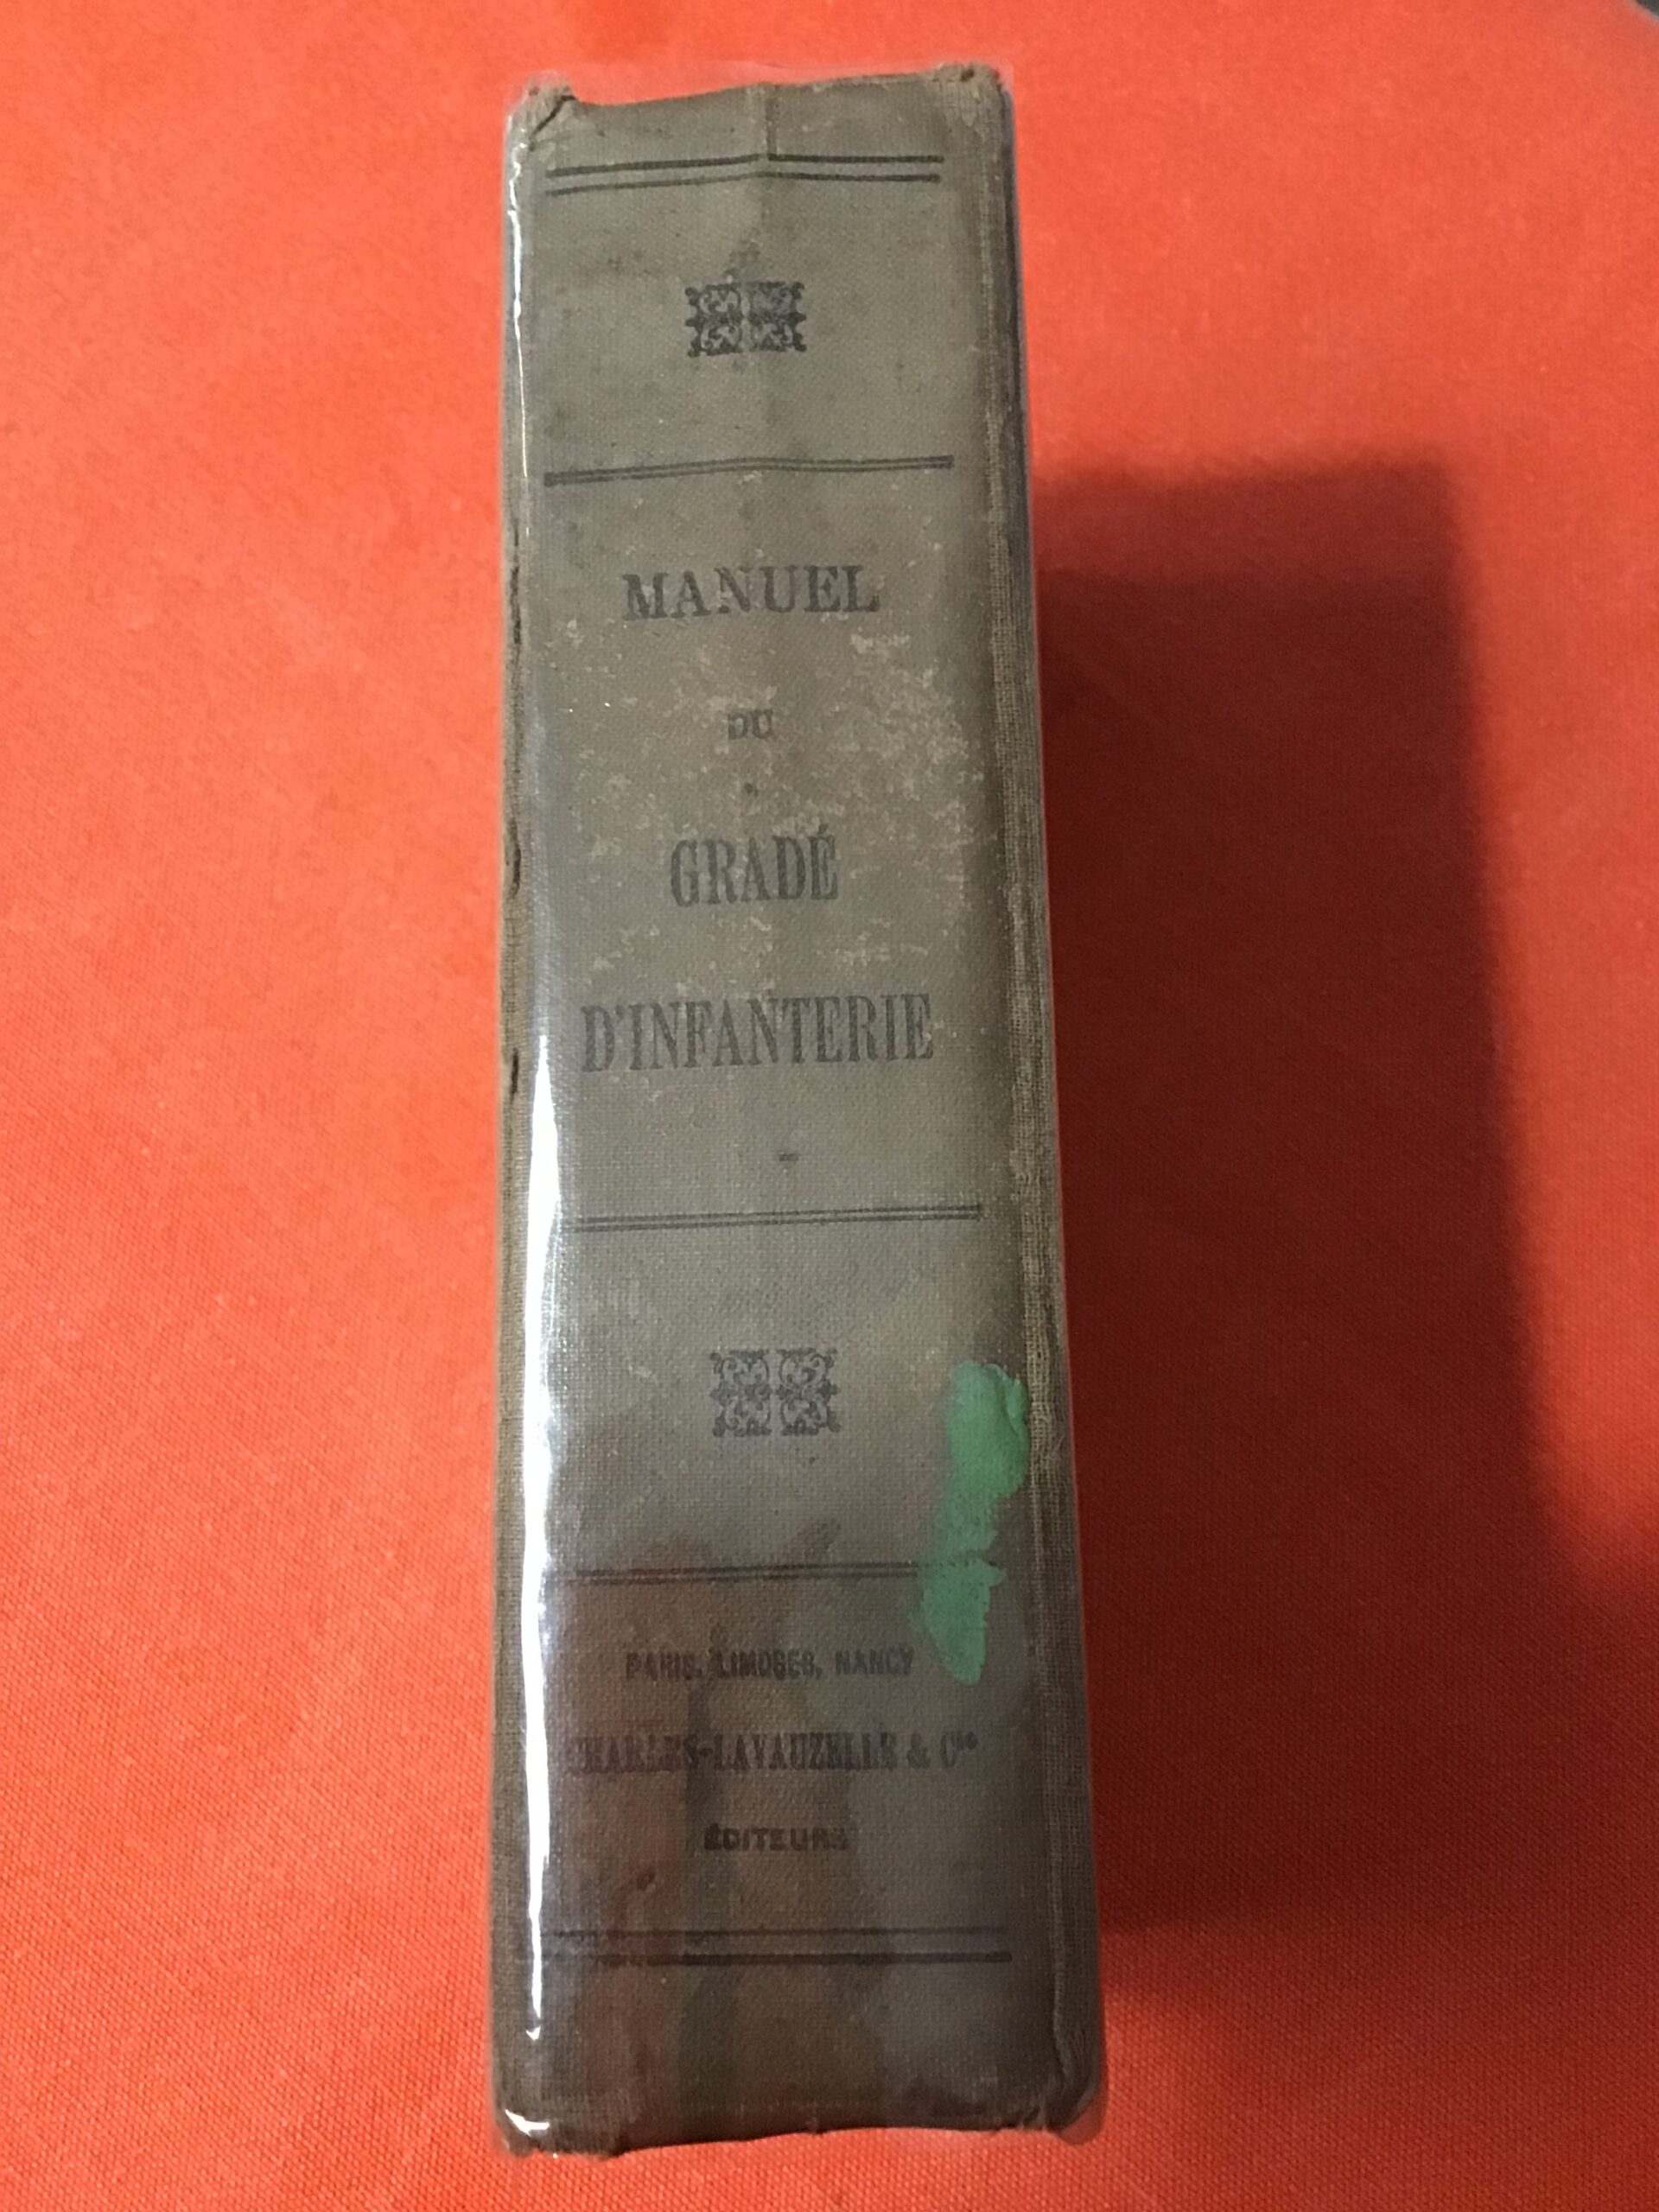 MANUEL
DU
GRADÉ
D'INFANTERIE
PARIS, LIMOGES, NANCY
CHARLES-LAVAUZELLE & Cie
ÉDITEURS